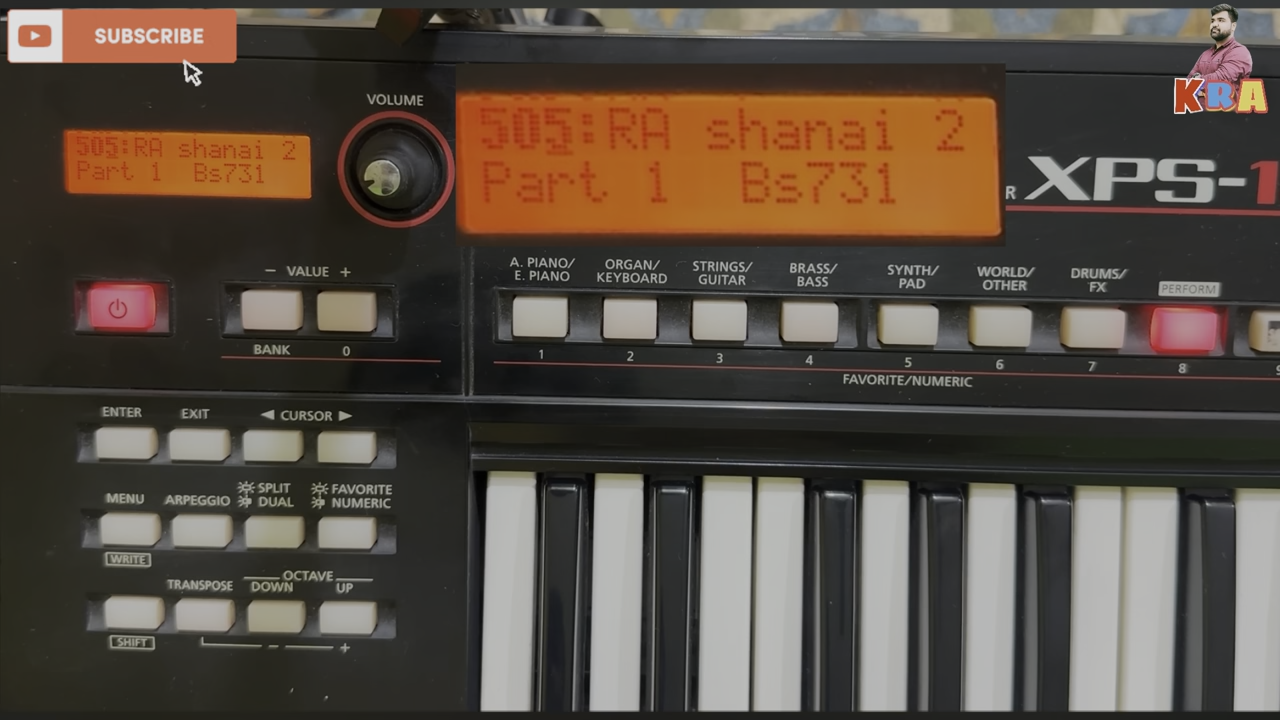 SUBSCRIBE
KRA
VOLUME
505:RA shanai 2
Part 1 Bs731
505:RA shanai 2
Part 1 Bs731
R XPS-1
− VALUE +
BANK 0
A. PIANO/
E. PIANO
ORGAN/
KEYBOARD
STRINGS/
GUITAR
BRASS/
BASS
SYNTH/
PAD
WORLD/
OTHER
DRUMS/
FX
PERFORM
1 2 3 4 5 6 7 8 9
FAVORITE/NUMERIC
ENTER EXIT ◀ CURSOR ▶
MENU ARPEGGIO
SPLIT
DUAL
FAVORITE
NUMERIC
WRITE
OCTAVE
TRANSPOSE DOWN UP
SHIFT − +